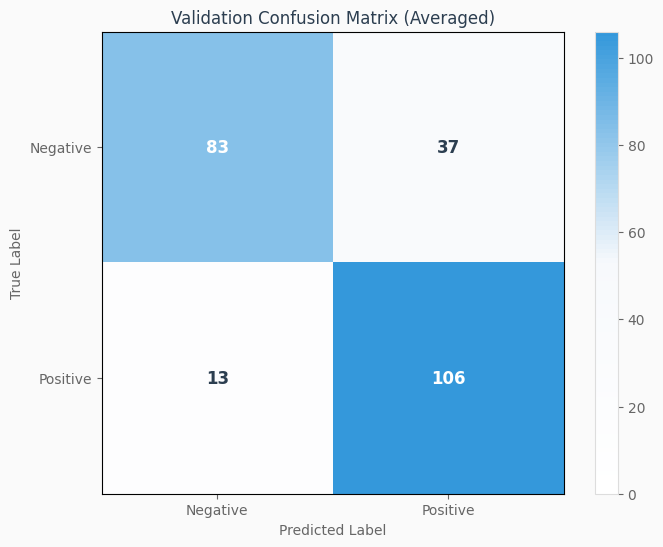 Validation Confusion Matrix (Averaged)
True Label
Negative
83
37
Positive
13
106
Negative
Positive
Predicted Label
100
80
60
40
20
0